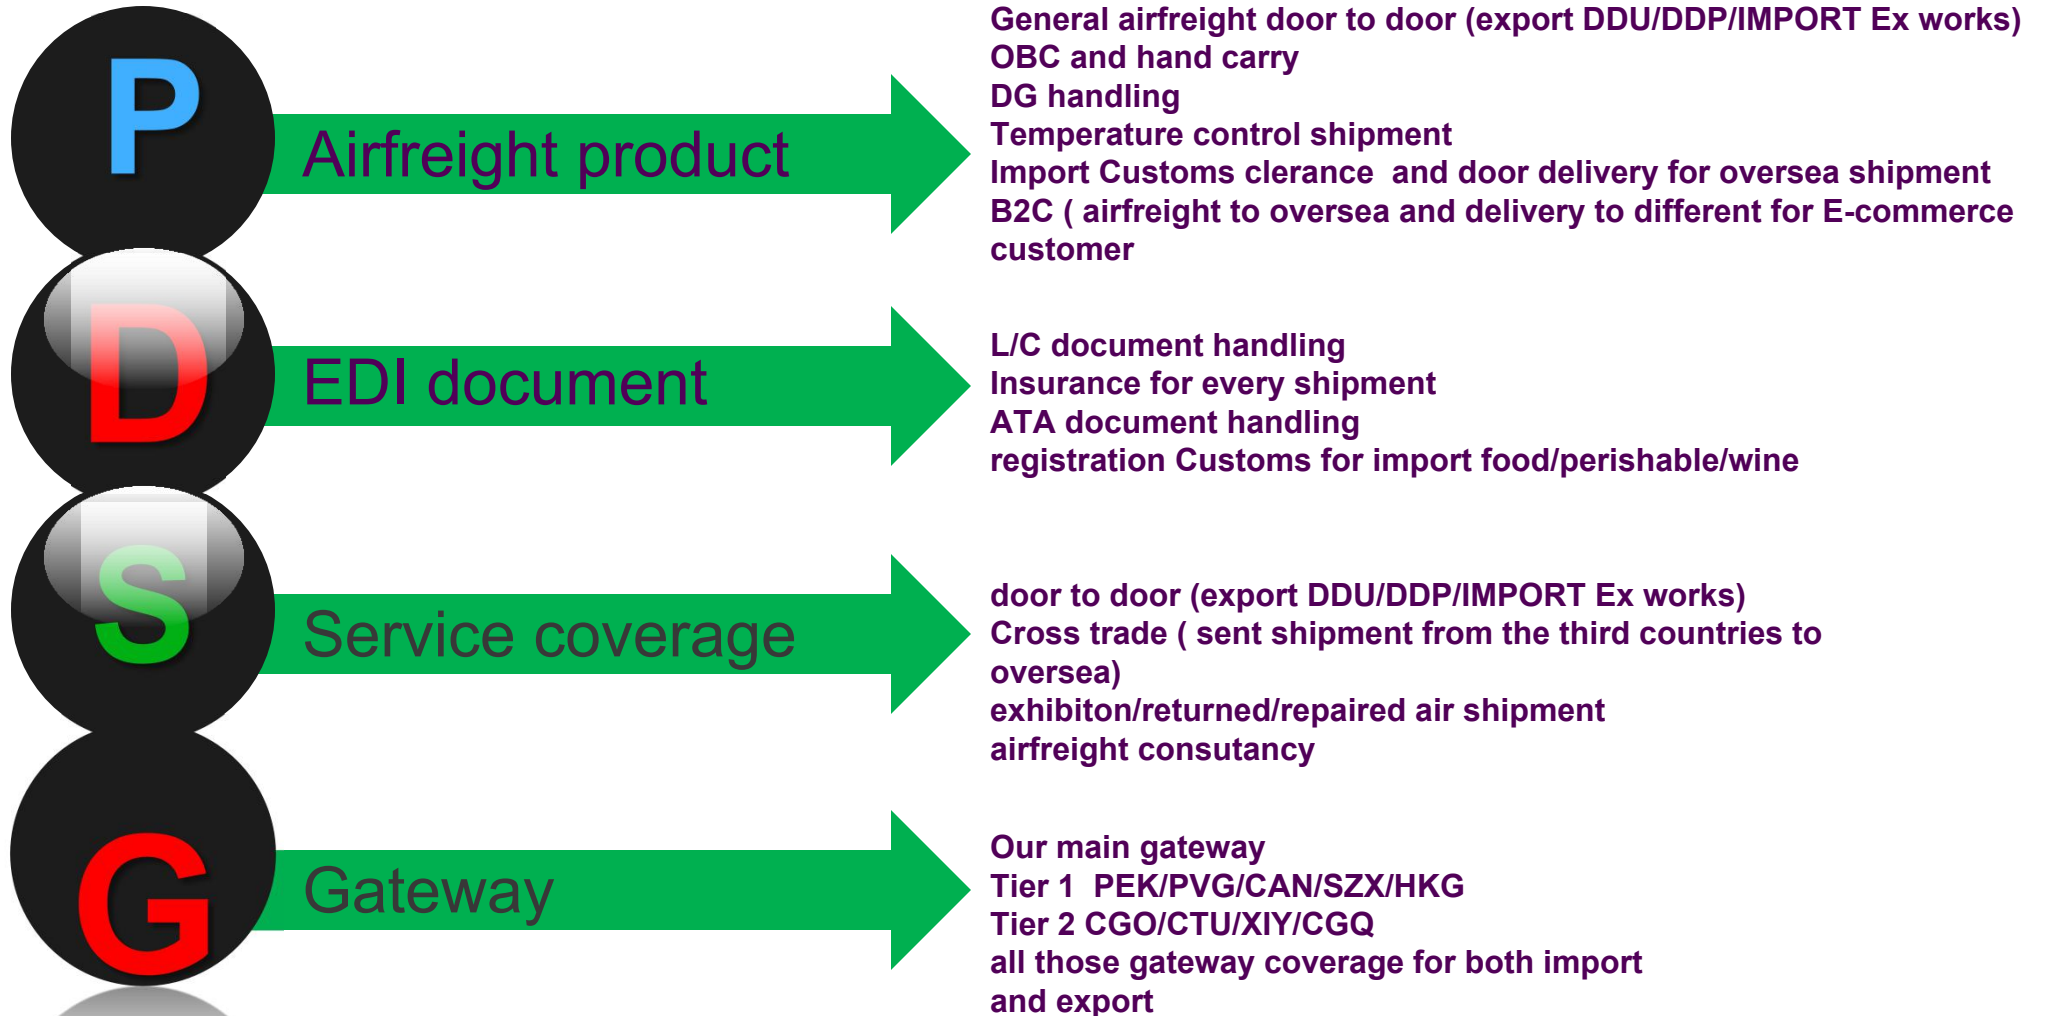 P
Airfreight product
General airfreight door to door (export DDU/DDP/IMPORT Ex works)
OBC and hand carry
DG handling
Temperature control shipment
Import Customs clerance  and door delivery for oversea shipment
B2C ( airfreight to oversea and delivery to different for E-commerce
customer
D
EDI document
L/C document handling
Insurance for every shipment
ATA document handling
registration Customs for import food/perishable/wine
S
Service coverage
door to door (export DDU/DDP/IMPORT Ex works)
Cross trade ( sent shipment from the third countries to
oversea)
exhibiton/returned/repaired air shipment
airfreight consutancy
G
Gateway
Our main gateway
Tier 1  PEK/PVG/CAN/SZX/HKG
Tier 2 CGO/CTU/XIY/CGQ
all those gateway coverage for both import
and export